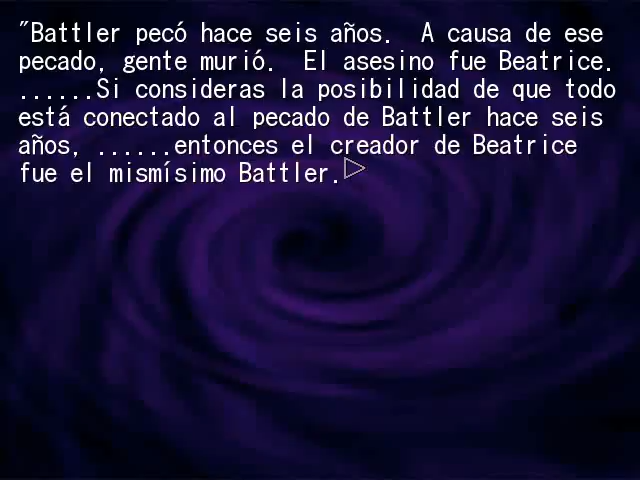 "Battler pecó hace seis años.  A causa de ese
pecado, gente murió.  El asesino fue Beatrice.
......Si consideras la posibilidad de que todo
está conectado al pecado de Battler hace seis
años, ......entonces el creador de Beatrice
fue el mismísimo Battler.